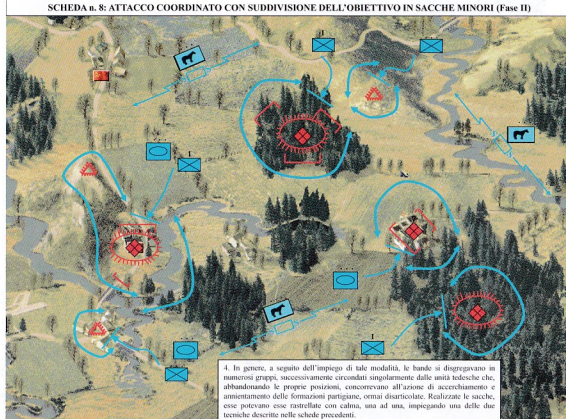 SCHEDA n. 8: ATTACCO COORDINATO CON SUDDIVISIONE DELL'OBIETTIVO IN SACCHE MINORI (Fase II)
I
I
I
4. In genere, a seguito dell'impiego di tale modalità, le bande si disgregavano in
numerosi gruppi, successivamente circondati singolarmente dalle unità tedesche che,
abbandonando le proprie posizioni, concorrevano all'azione di accerchiamento e
annientamento delle formazioni partigiane, ormai disarticolate. Realizzate le sacche,
esse potevano esse rastrellate con calma, una ad una, impiegando uno delle due
tecniche descritte nelle schede precedenti.